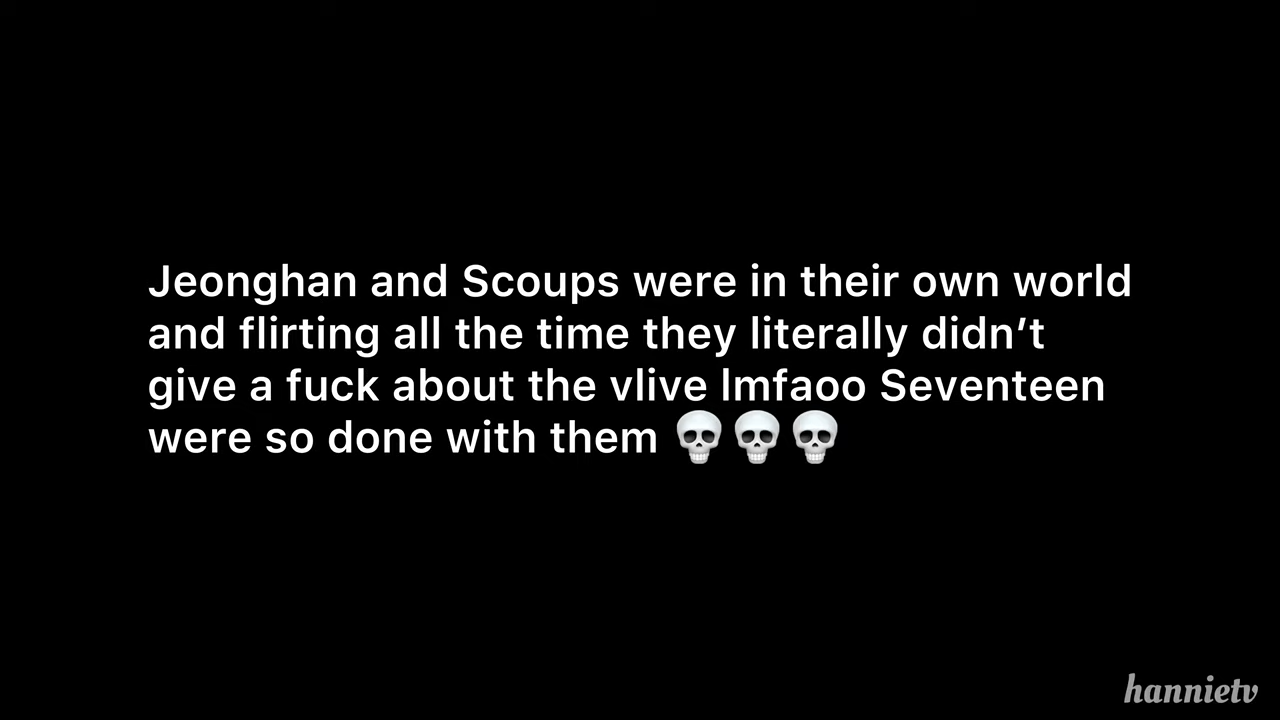 Jeonghan and Scoups were in their own world
and flirting all the time they literally didn’t
give a fuck about the vlive lmfaoo Seventeen
were so done with them 💀💀💀
hannietv